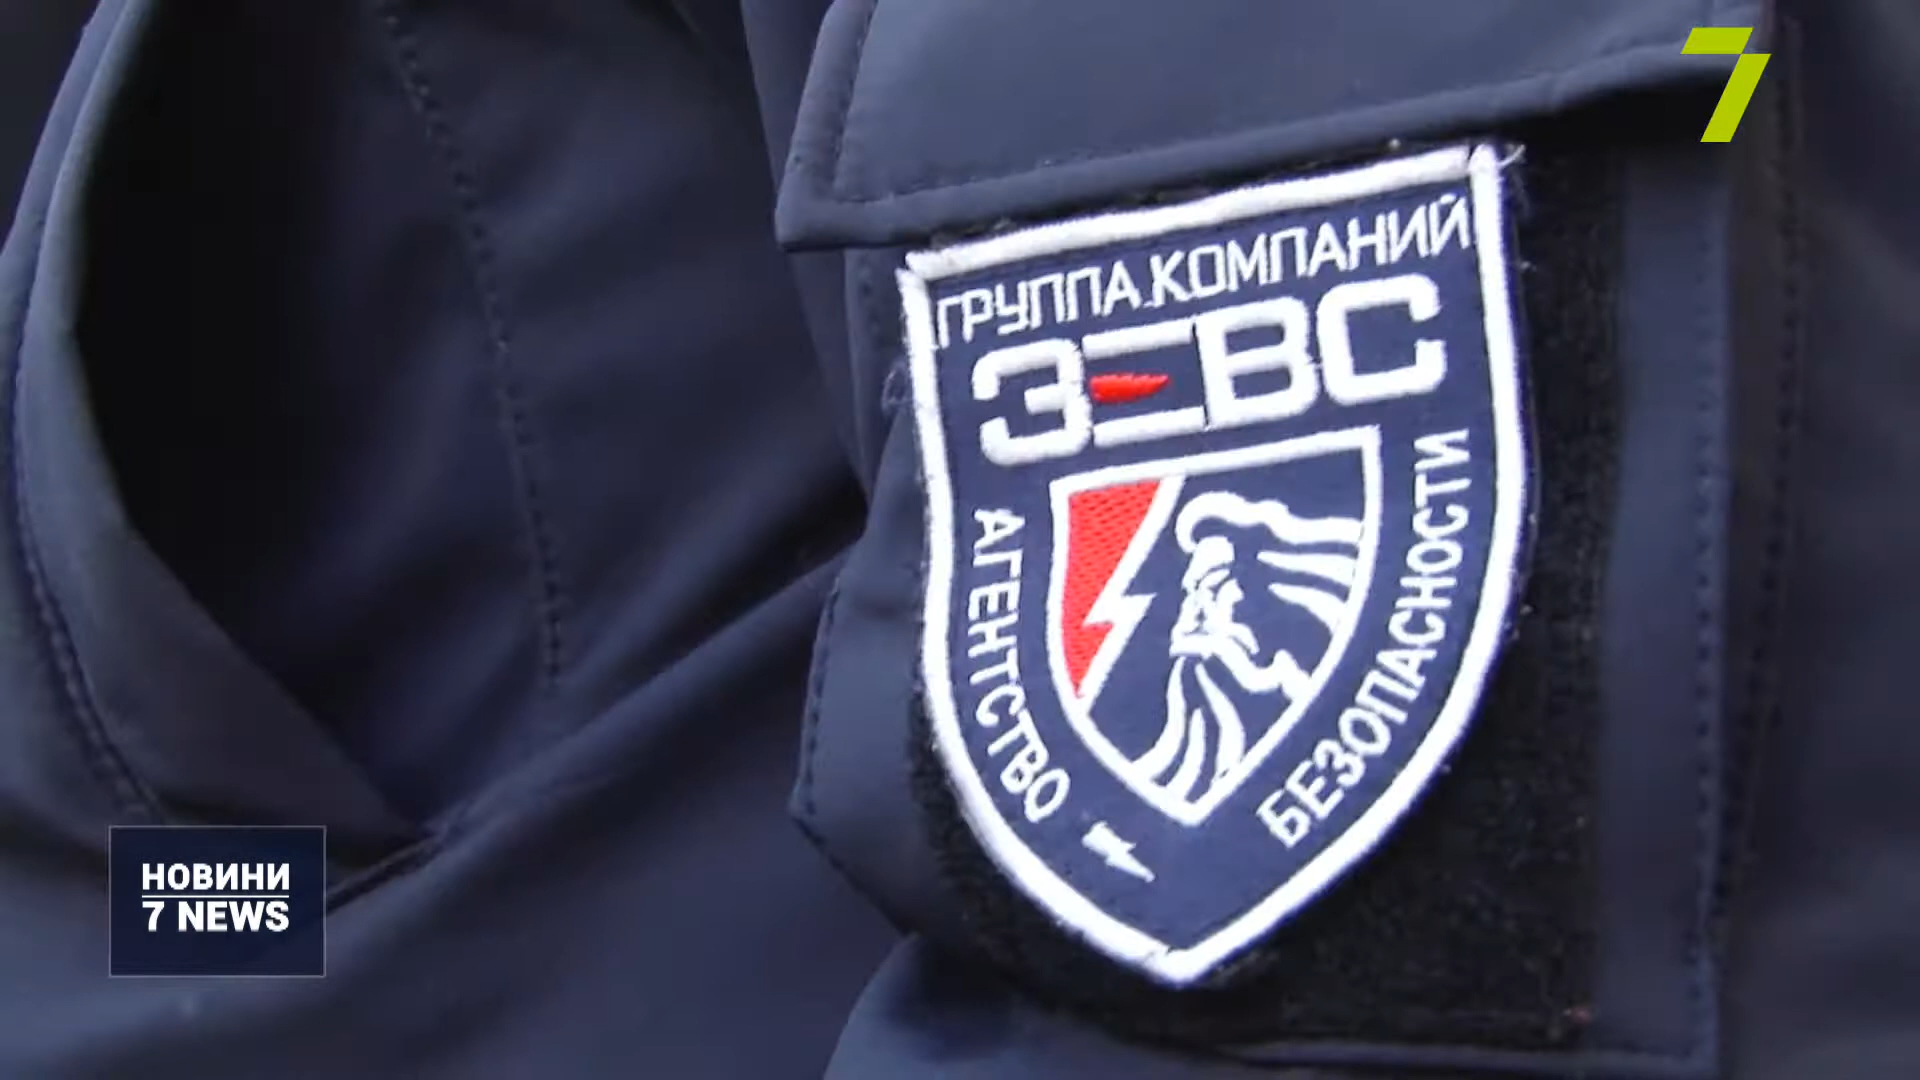 7
ГРУППА КОМПАНИЙ
ЗЕВС
АГЕНТСТВО
БЕЗОПАСНОСТИ
НОВИНИ
7 NEWS